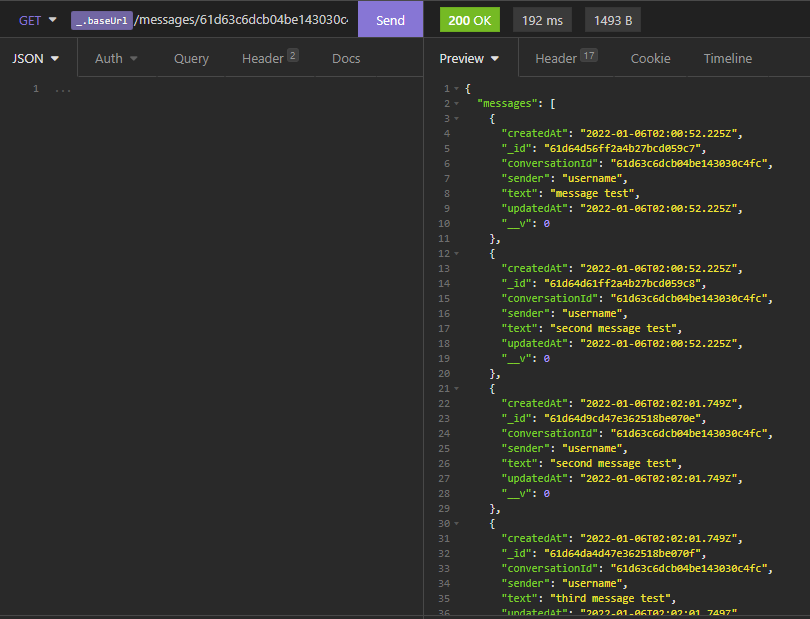 GET _.baseUrl /messages/61d63c6dcb04be143030c Send 200 OK 192 ms 1493 B
JSON Auth Query Header 2 Docs Preview Header 17 Cookie Timeline
1 ...
1 {
2 "messages": [
3 {
4 "createdAt": "2022-01-06T02:00:52.225Z",
5 "_id": "61d64d56ff2a4b27bcd059c7",
6 "conversationId": "61d63c6dcb04be143030c4fc",
7 "sender": "username",
8 "text": "message test",
9 "updatedAt": "2022-01-06T02:00:52.225Z",
10 "__v": 0
11 },
12 {
13 "createdAt": "2022-01-06T02:00:52.225Z",
14 "_id": "61d64d61ff2a4b27bcd059c8",
15 "conversationId": "61d63c6dcb04be143030c4fc",
16 "sender": "username",
17 "text": "second message test",
18 "updatedAt": "2022-01-06T02:00:52.225Z",
19 "__v": 0
20 },
21 {
22 "createdAt": "2022-01-06T02:02:01.749Z",
23 "_id": "61d64d9cd47e362518be070e",
24 "conversationId": "61d63c6dcb04be143030c4fc",
25 "sender": "username",
26 "text": "second message test",
27 "updatedAt": "2022-01-06T02:02:01.749Z",
28 "__v": 0
29 },
30 {
31 "createdAt": "2022-01-06T02:02:01.749Z",
32 "_id": "61d64da4d47e362518be070f",
33 "conversationId": "61d63c6dcb04be143030c4fc",
34 "sender": "username",
35 "text": "third message test",
36 "updatedAt": "2022-01-06T02:02:01.749Z"